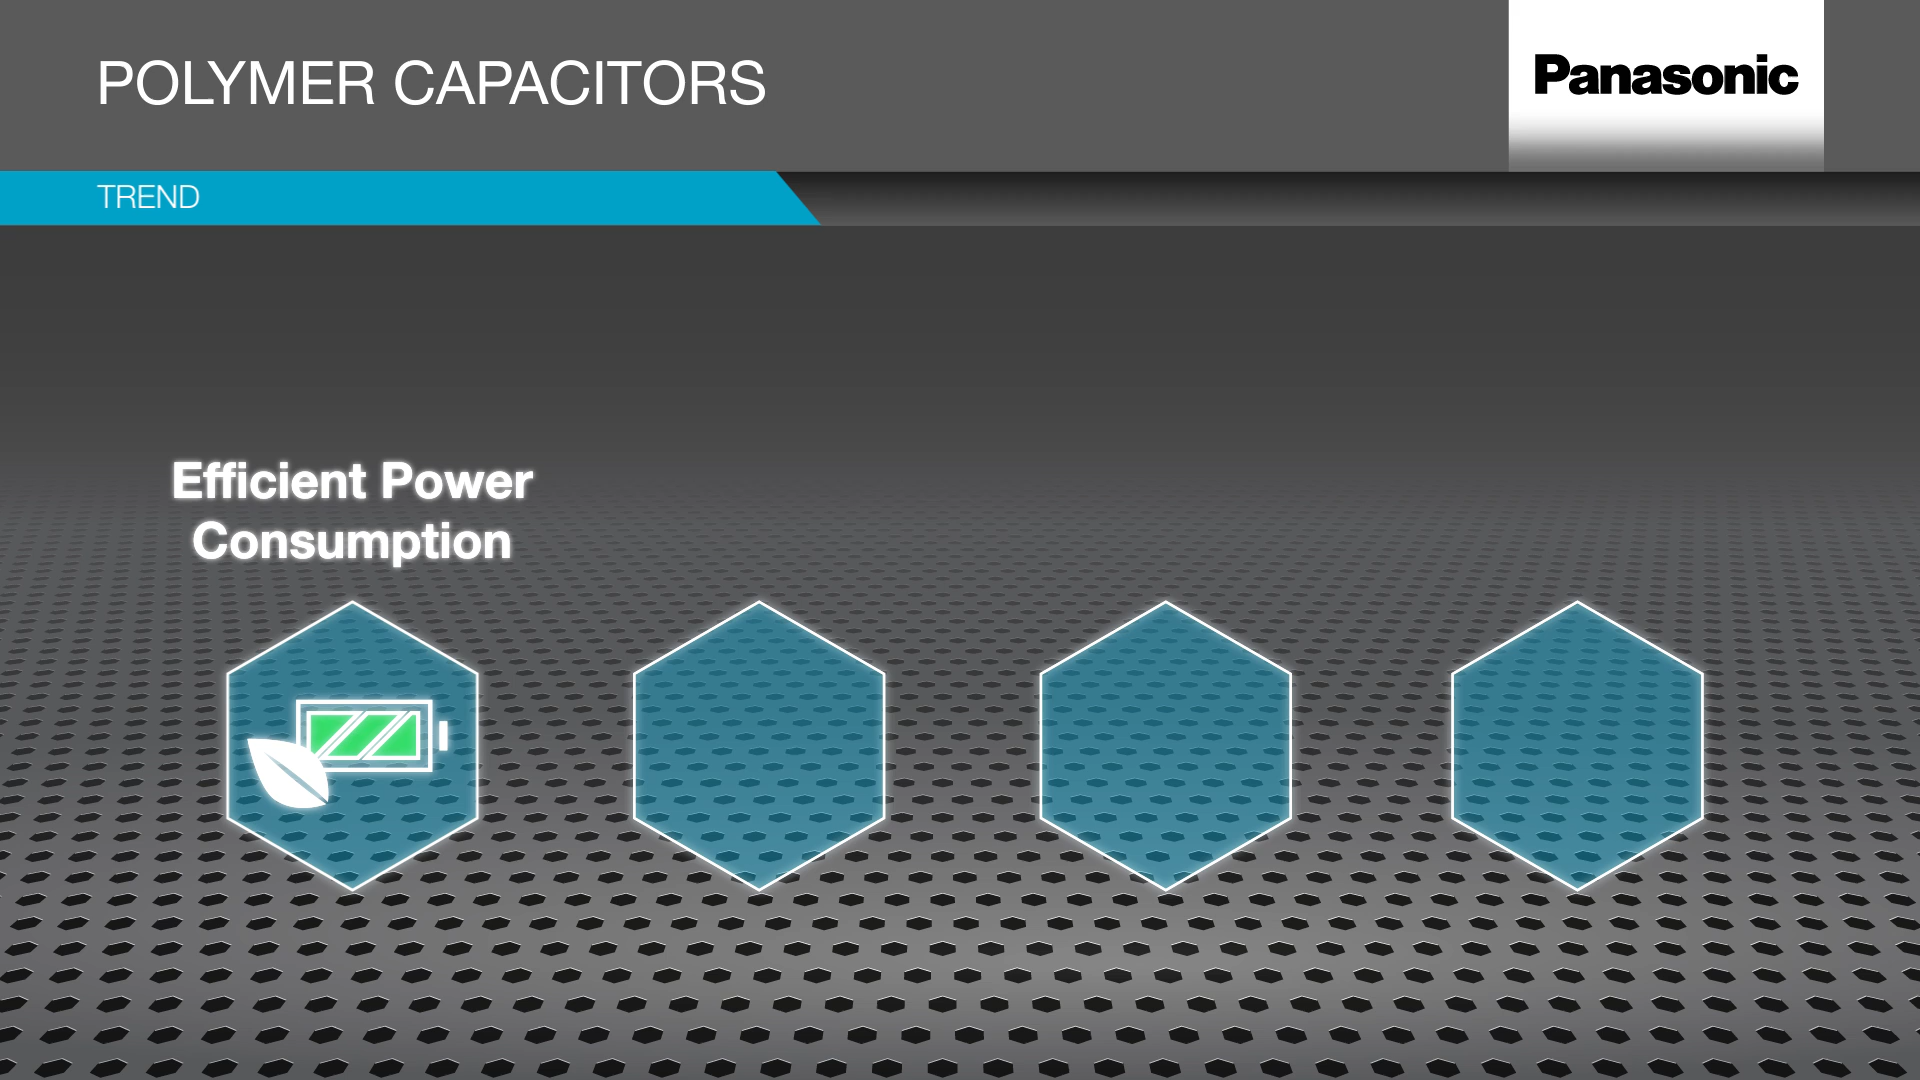 POLYMER CAPACITORS
Panasonic
TREND
Efficient Power
Consumption